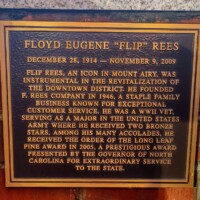 FLOYD EUGENE "FLIP" REES
DECEMBER 28, 1914 — NOVEMBER 9, 2009
FLIP REES, AN ICON IN MOUNT AIRY, WAS
INSTRUMENTAL IN THE REVITALIZATION OF
THE DOWNTOWN DISTRICT. HE FOUNDED
F. REES COMPANY IN 1946, A STAPLE FAMILY
BUSINESS KNOWN FOR EXCEPTIONAL
CUSTOMER SERVICE. HE WAS A WWII VET,
SERVING AS A MAJOR IN THE UNITED STATES
ARMY WHERE HE RECEIVED TWO BRONZE
STARS. AMONG HIS MANY ACCOLADES, HE
RECEIVED THE ORDER OF THE LONG LEAF
PINE AWARD IN 2005, A PRESTIGIOUS AWARD
PRESENTED BY THE GOVERNOR OF NORTH
CAROLINA FOR EXTRAORDINARY SERVICE
TO THE STATE.